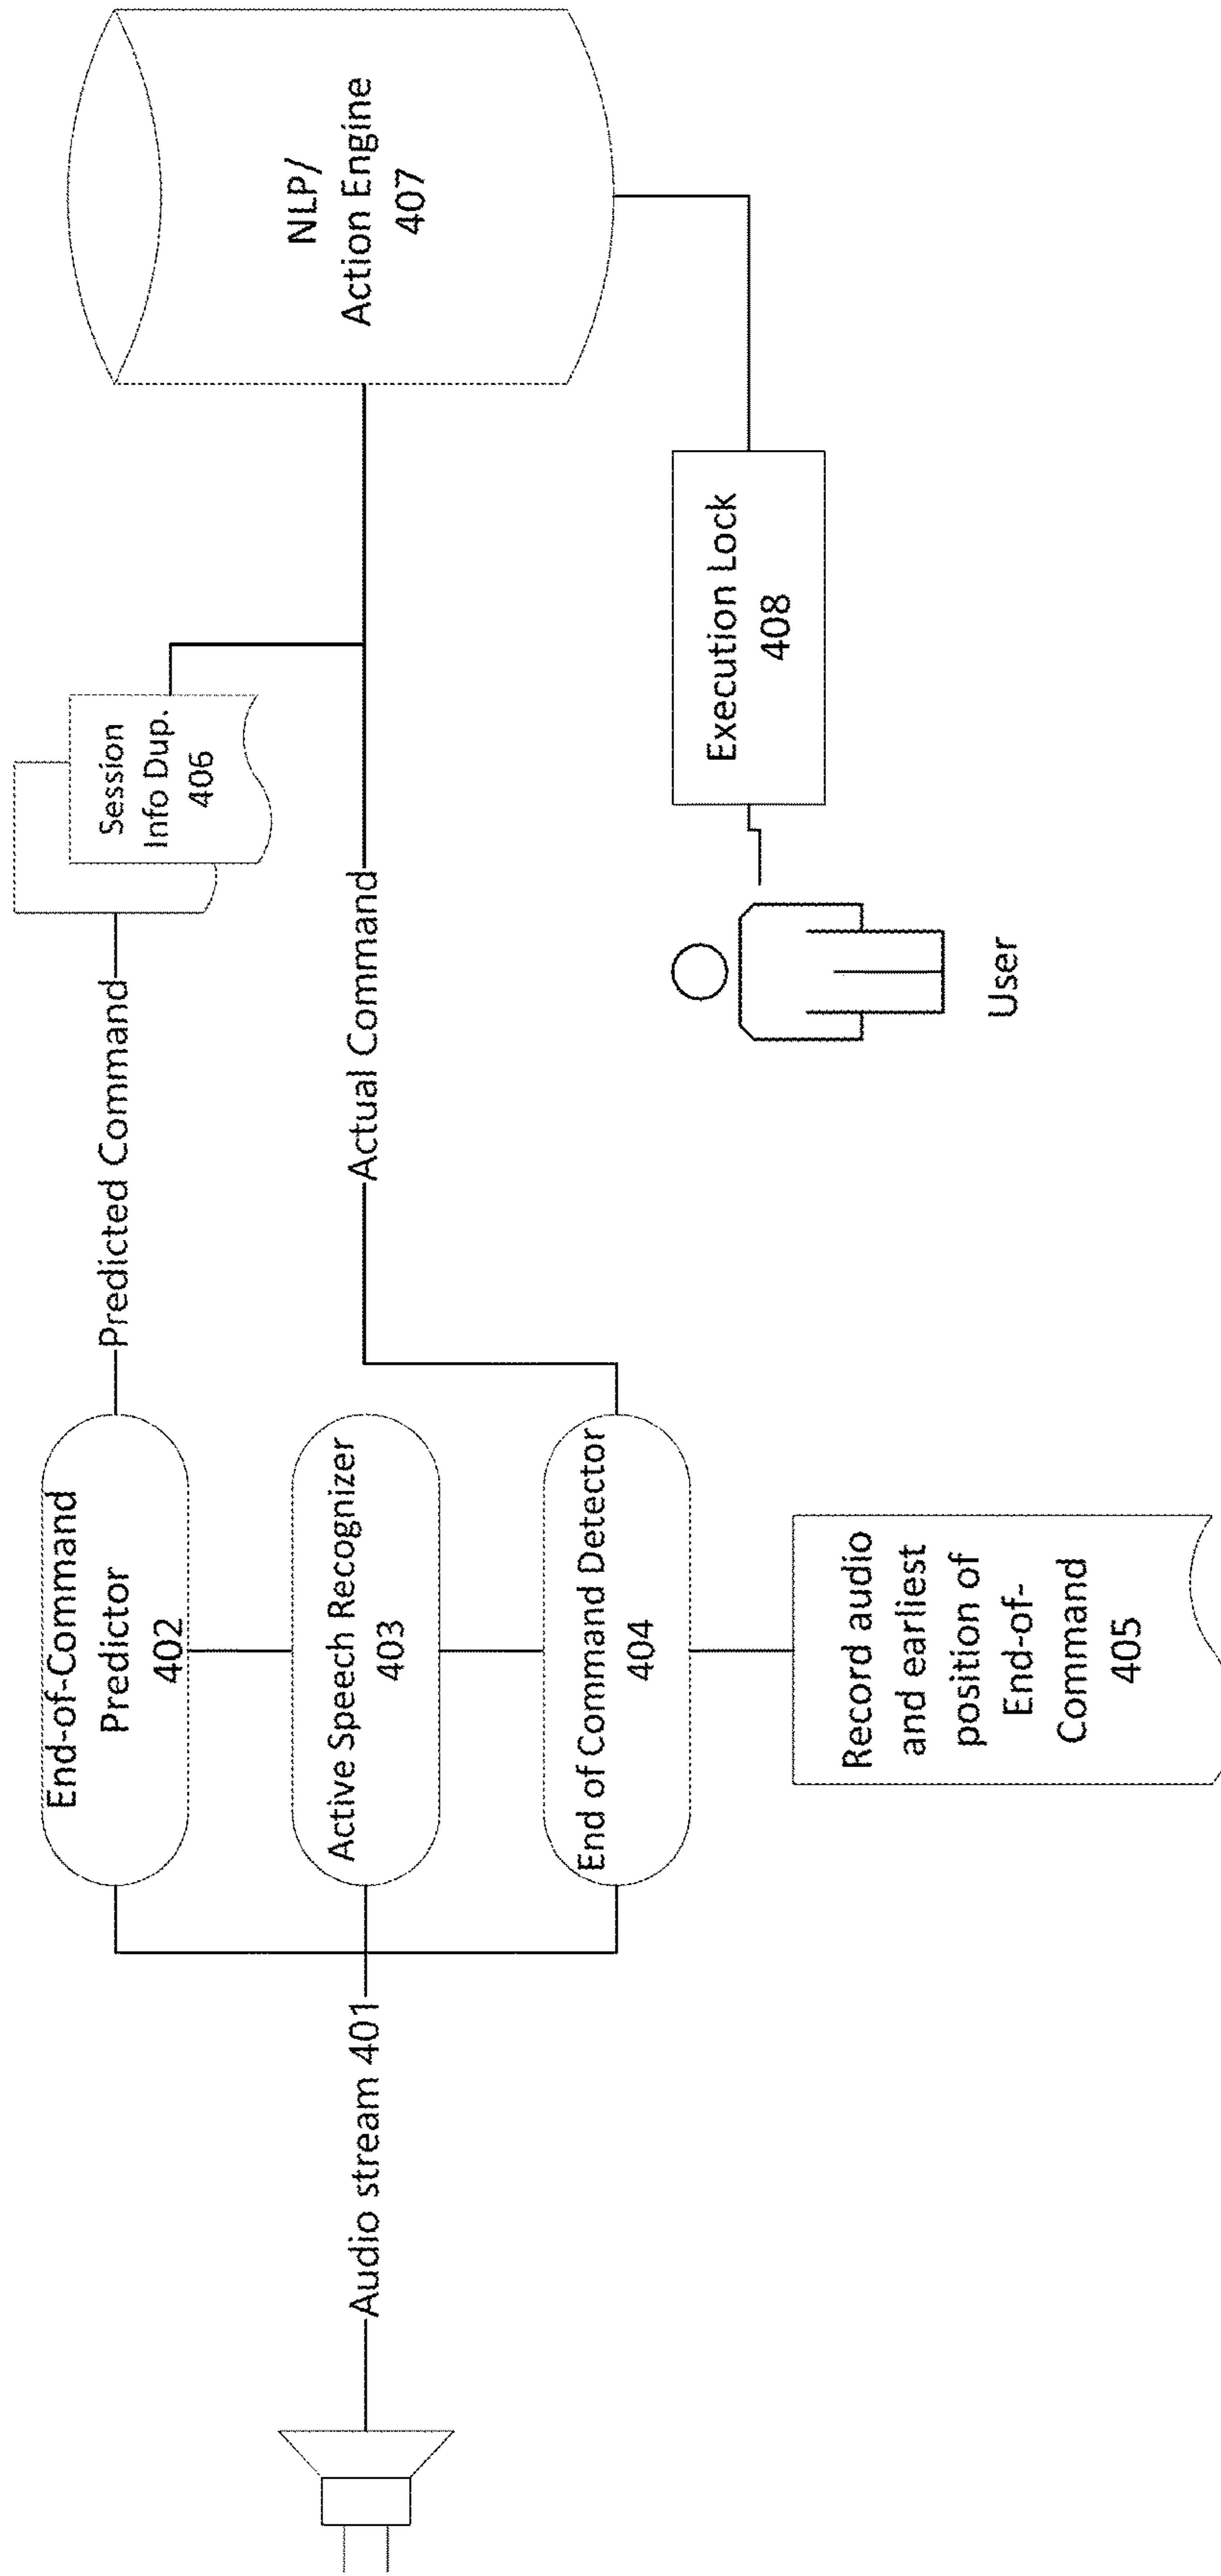 Audio stream 401
End-of-Command
Predictor
402
Active Speech Recognizer
403
End of Command Detector
404
Record audio
and earliest
position of
End-of-
Command
405
Predicted Command
Actual Command
Session
Info Dup.
406
NLP/
Action Engine
407
Execution Lock
408
User